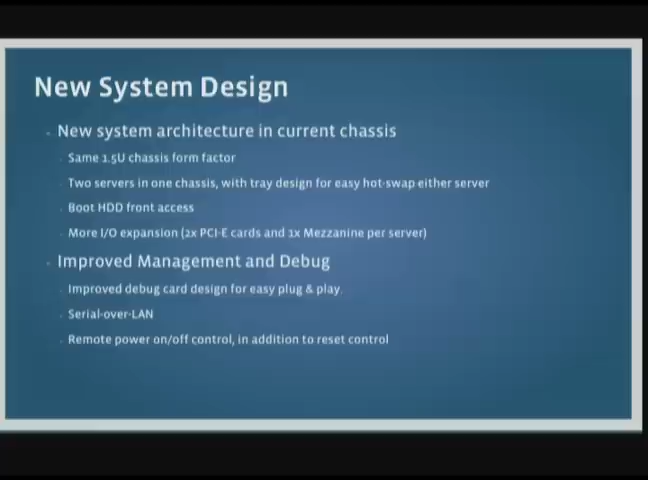 New System Design
New system architecture in current chassis
Same 1.5U chassis form factor
Two servers in one chassis, with tray design for easy hot-swap either server
Boot HDD front access
More I/O expansion (2x PCI-E cards and 1x Mezzanine per server)
Improved Management and Debug
Improved debug card design for easy plug & play.
Serial-over-LAN
Remote power on/off control, in addition to reset control